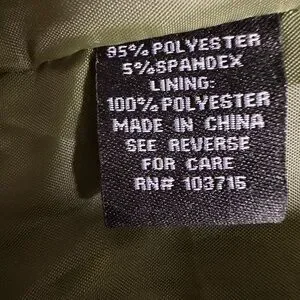 95% POLYESTER
5% SPANDEX
LINING:
100% POLYESTER
MADE IN CHINA
SEE REVERSE
FOR CARE
RN# 103715